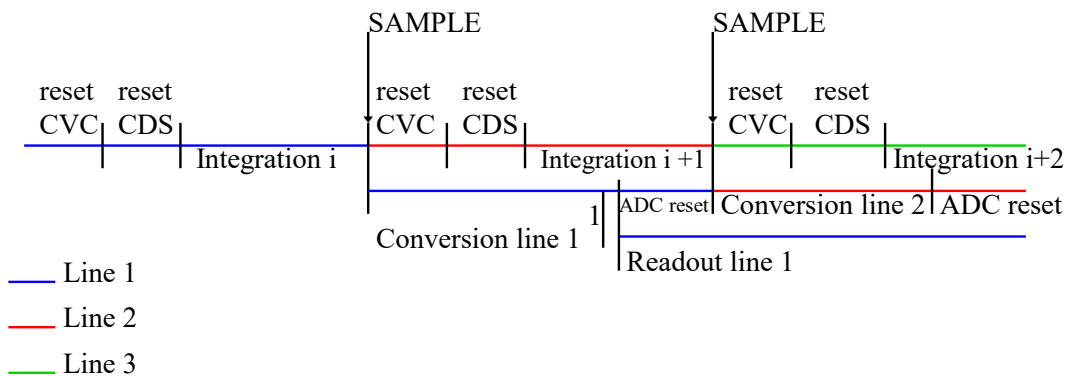 SAMPLE SAMPLE
reset reset reset reset reset reset
CVC CDS CVC CDS CVC CDS
Integration i Integration i +1 Integration i+2
1 ADC reset Conversion line 2 ADC reset
Conversion line 1
Readout line 1
Line 1
Line 2
Line 3